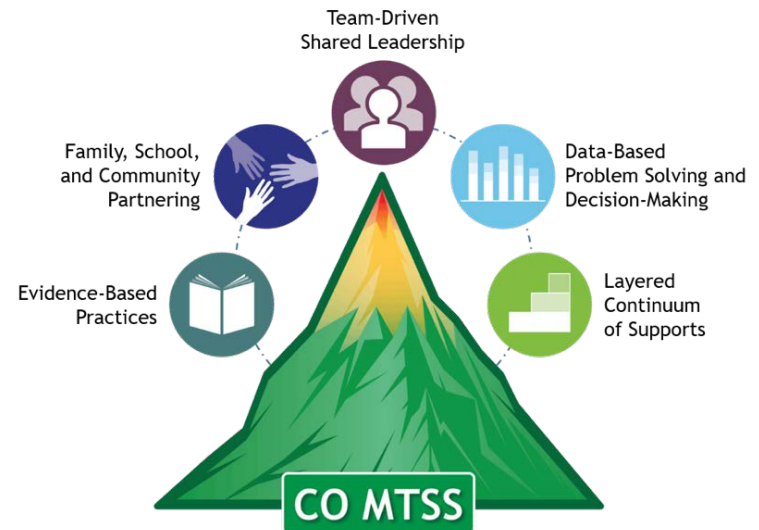 Team-Driven
Shared Leadership
Family, School,
and Community
Partnering
Data-Based
Problem Solving and
Decision-Making
Evidence-Based
Practices
Layered
Continuum
of Supports
CO MTSS